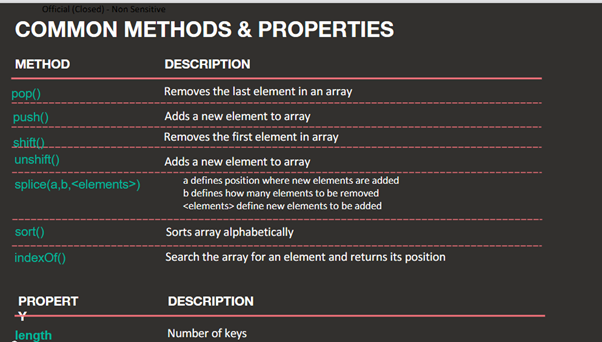 Official (Closed) - Non Sensitive
COMMON METHODS & PROPERTIES
METHOD DESCRIPTION
pop() Removes the last element in an array
push() Adds a new element to array
shift() Removes the first element in array
unshift() Adds a new element to array
splice(a,b,<elements>) a defines position where new elements are added
b defines how many elements to be removed
<elements> define new elements to be added
sort() Sorts array alphabetically
indexOf() Search the array for an element and returns its position
PROPERT DESCRIPTION
Y
length Number of keys